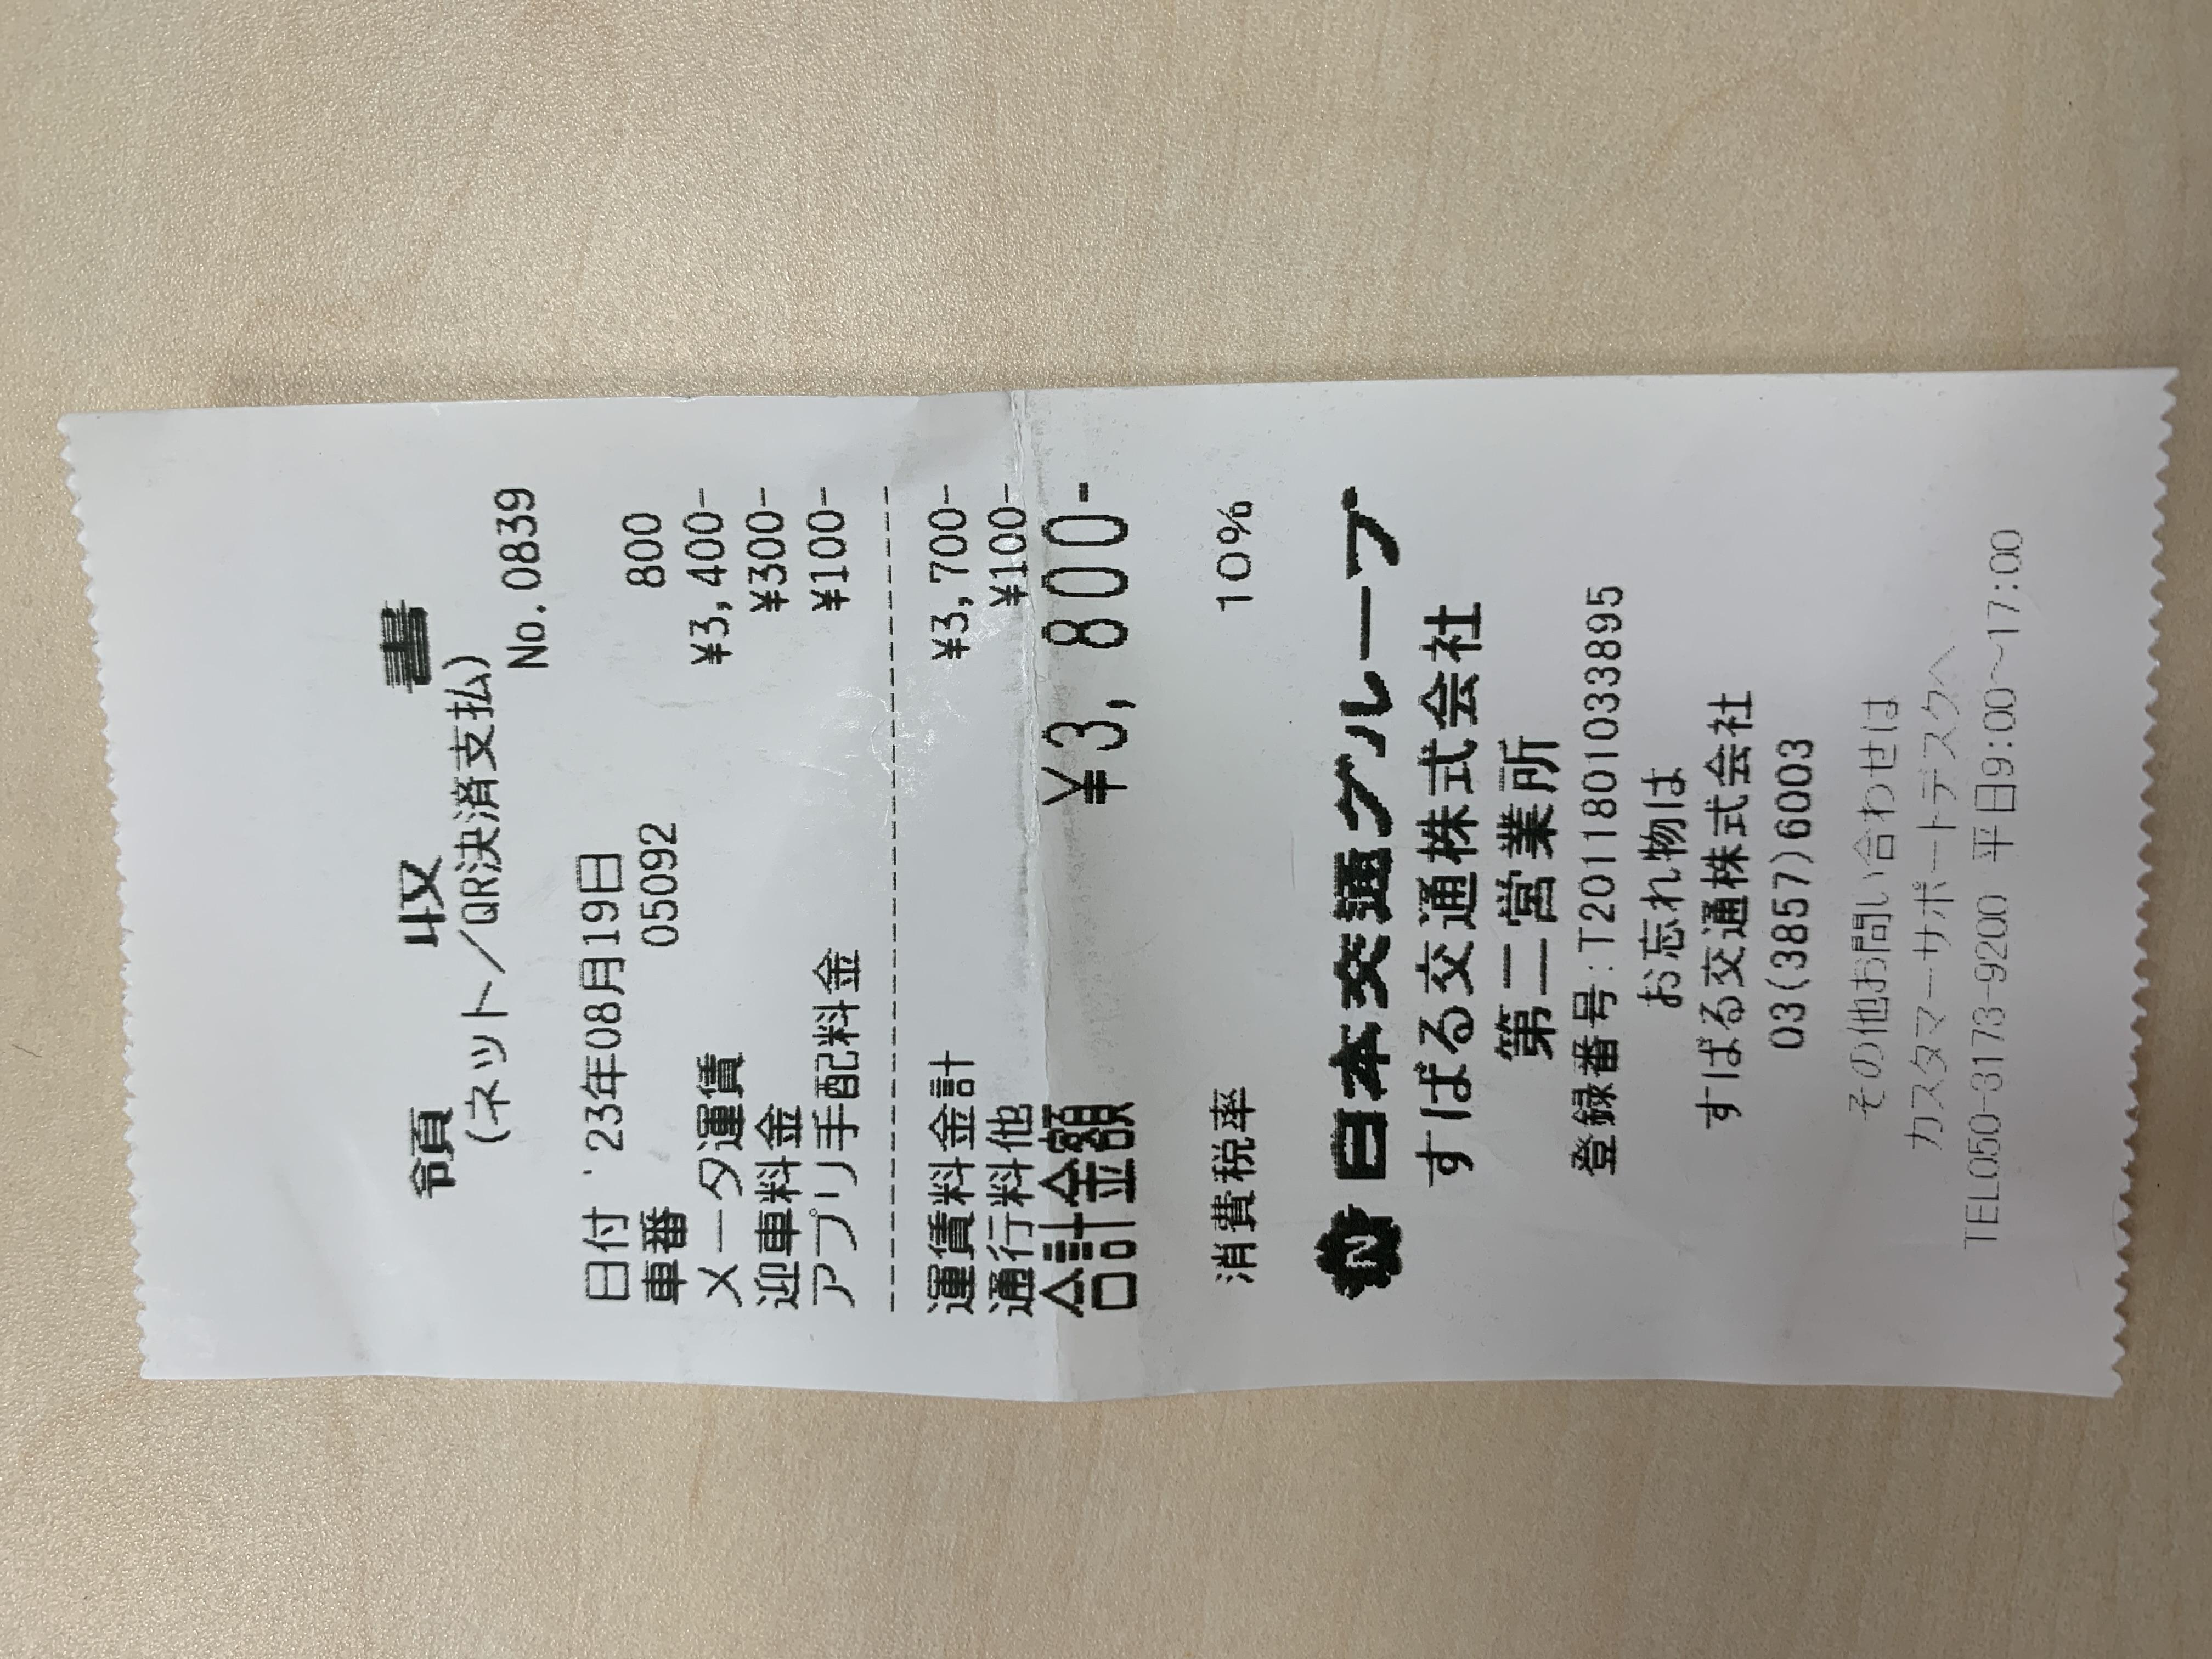 領 収 書
(ネット／QR決済支払)
No.0839
日付 '23年08月19日
車番 05092 800
メータ運賃 ¥3,400-
迎車料金 ¥300-
アプリ手配料金 ¥100-
運賃料金計 ¥3,700-
通行料他 ¥100-
合計金額 ¥3,800-
消費税率 10%
日本交通グループ
すばる交通株式会社
第二営業所
登録番号:T2011801033895
お忘れ物は
すばる交通株式会社
03(3857)6003
その他お問い合わせは
カスタマーサポートデスクへ
TEL050-3173-9200 平日9:00~17:00